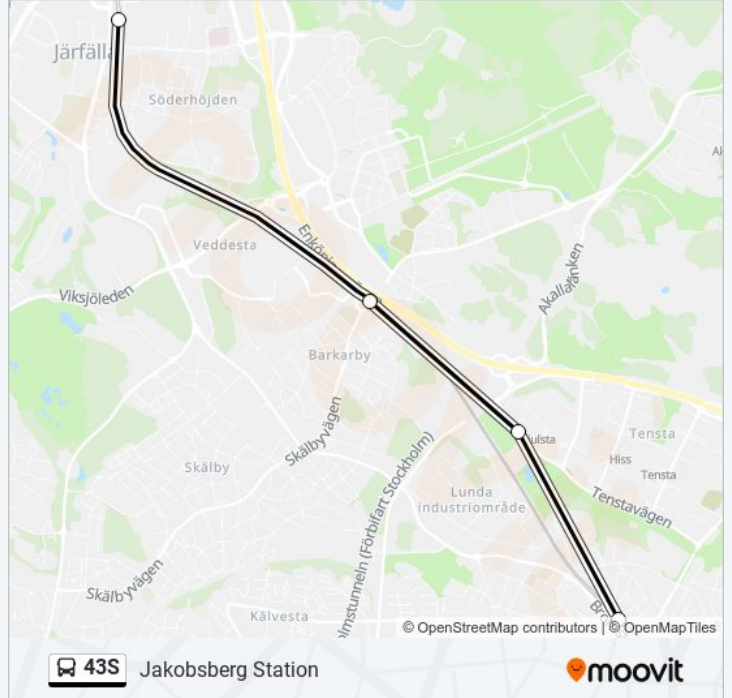 Järfälla
Söderhöjden
Veddesta
Viksjöleden
Akallalänken
Barkarby
Skälbyvägen
Tensta
Hiss
Tensta
Skälby
Lunda
industriområde
Tenstavägen
Skälbyvägen
Kälvesta
© OpenStreetMap contributors | © OpenMapTiles
43S Jakobsberg Station
moovit